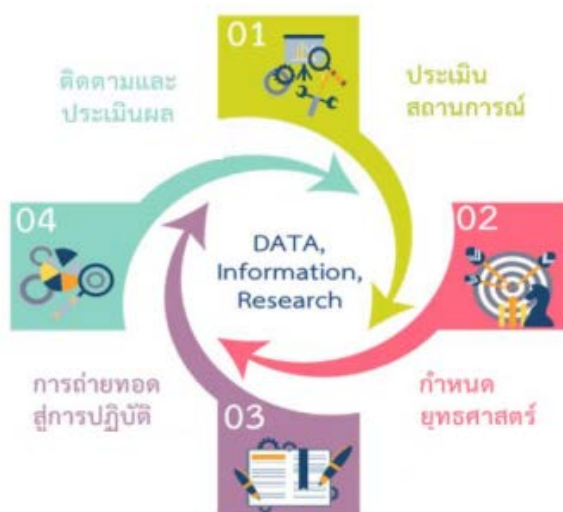 01
ประเมิน
สถานการณ์
02
กำหนด
ยุทธศาสตร์
03
การถ่ายทอด
สู่การปฏิบัติ
04
ติดตามและ
ประเมินผล
DATA,
Information,
Research